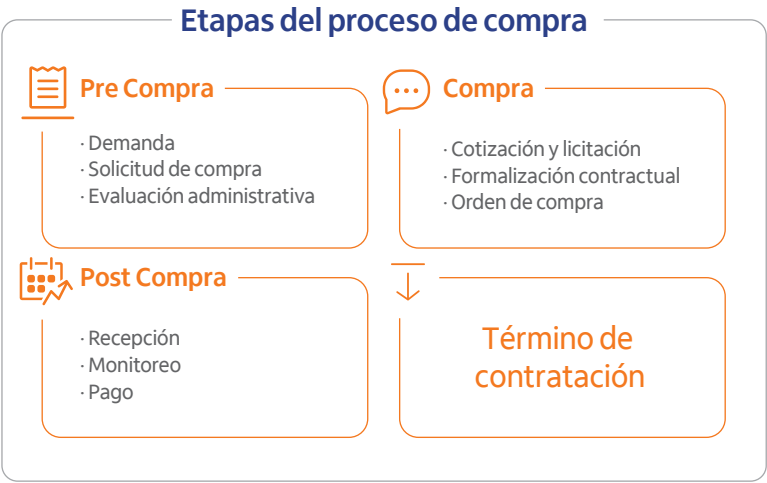 Etapas del proceso de compra
Pre Compra
· Demanda
· Solicitud de compra
· Evaluación administrativa
Compra
· Cotización y licitación
· Formalización contractual
· Orden de compra
Post Compra
· Recepción
· Monitoreo
· Pago
Término de
contratación